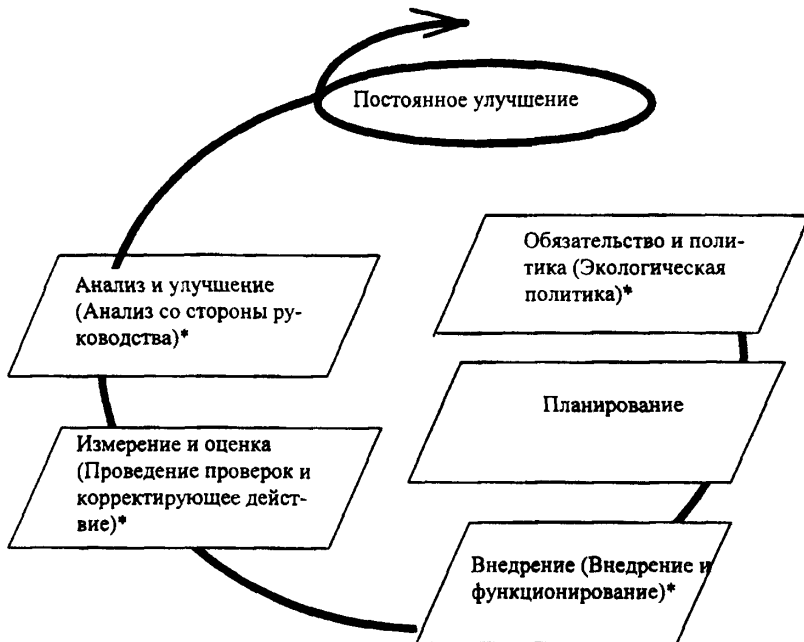 Постоянное улучшение
Обязательство и поли-
тика (Экологическая
политика)*
Планирование
Внедрение (Внедрение и
функционирование)*
Измерение и оценка
(Проведение проверок и
корректирующее дейст-
вие)*
Анализ и улучшение
(Анализ со стороны ру-
ководства)*